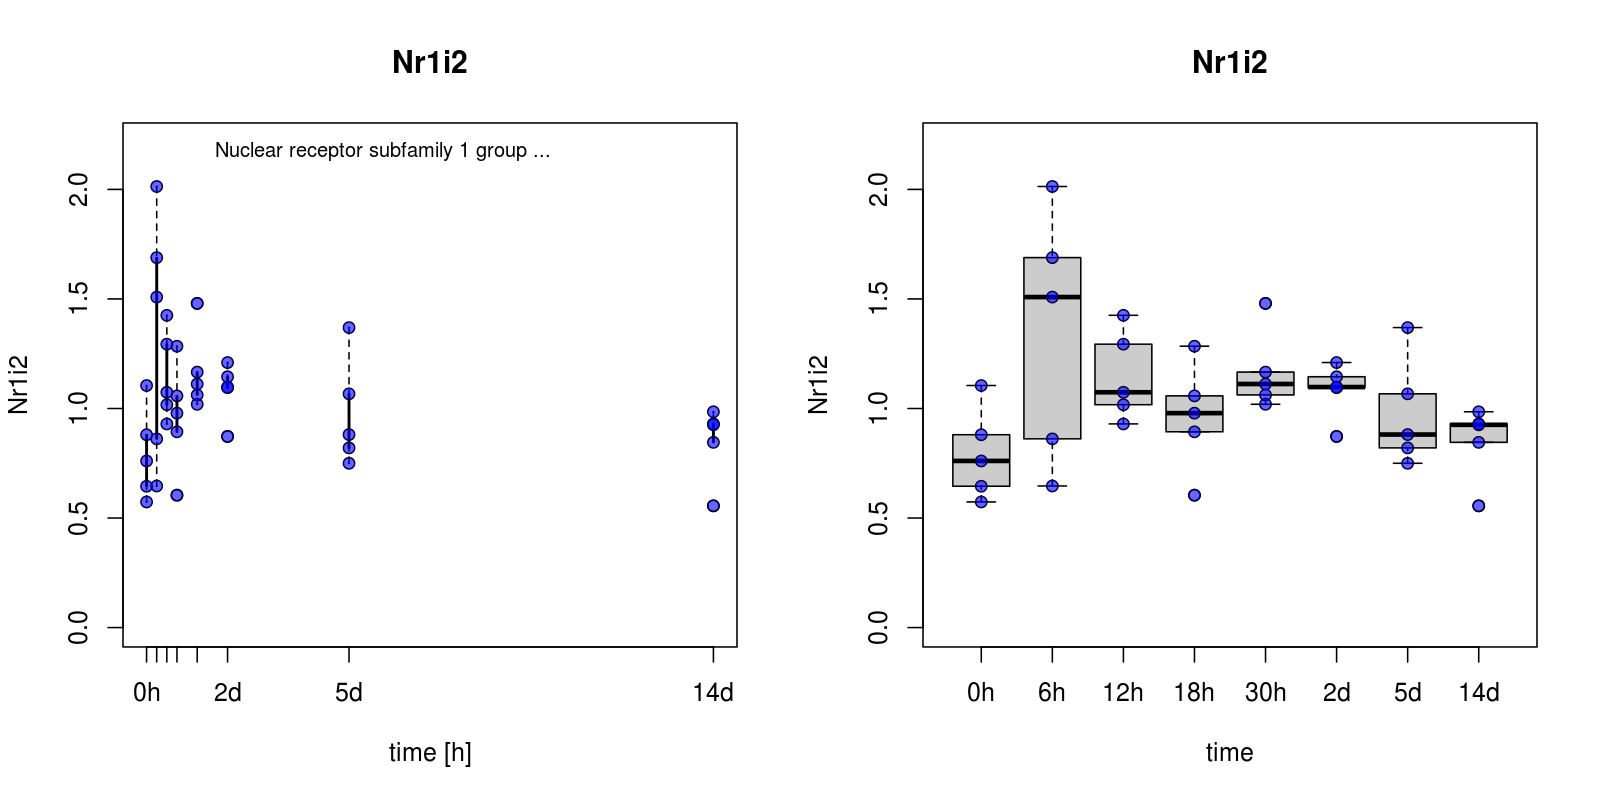 Nr1i2
Nuclear receptor subfamily 1 group ...
Nr1i2
2.0
1.5
1.0
0.5
0.0
0h 2d 5d 14d
time [h]
Nr1i2
Nr1i2
2.0
1.5
1.0
0.5
0.0
0h 6h 12h 18h 30h 2d 5d 14d
time